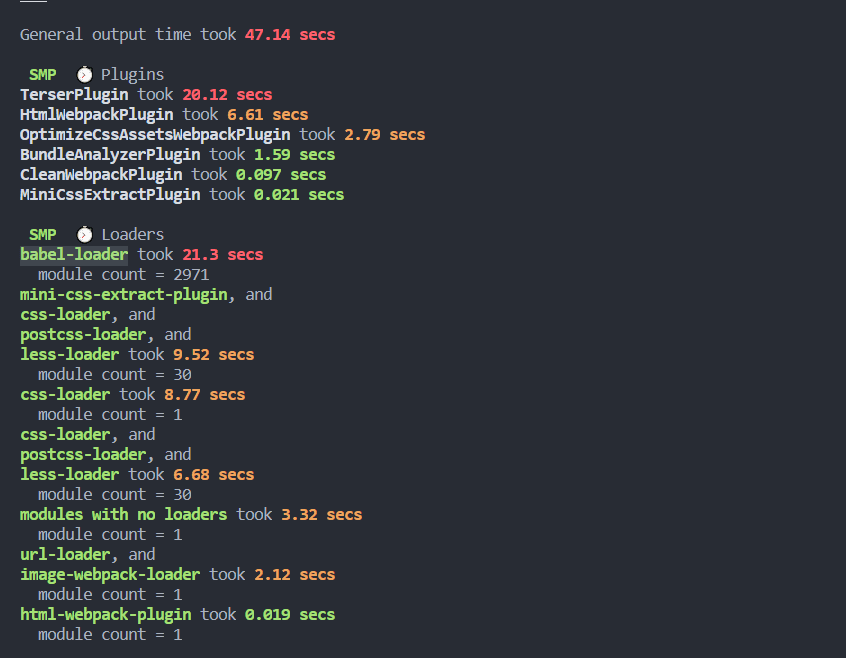 General output time took 47.14 secs
SMP ⏱ Plugins
TerserPlugin took 20.12 secs
HtmlWebpackPlugin took 6.61 secs
OptimizeCssAssetsWebpackPlugin took 2.79 secs
BundleAnalyzerPlugin took 1.59 secs
CleanWebpackPlugin took 0.097 secs
MiniCssExtractPlugin took 0.021 secs
SMP ⏱ Loaders
babel-loader took 21.3 secs
module count = 2971
mini-css-extract-plugin, and
css-loader, and
postcss-loader, and
less-loader took 9.52 secs
module count = 30
css-loader took 8.77 secs
module count = 1
css-loader, and
postcss-loader, and
less-loader took 6.68 secs
module count = 30
modules with no loaders took 3.32 secs
module count = 1
url-loader, and
image-webpack-loader took 2.12 secs
module count = 1
html-webpack-plugin took 0.019 secs
module count = 1